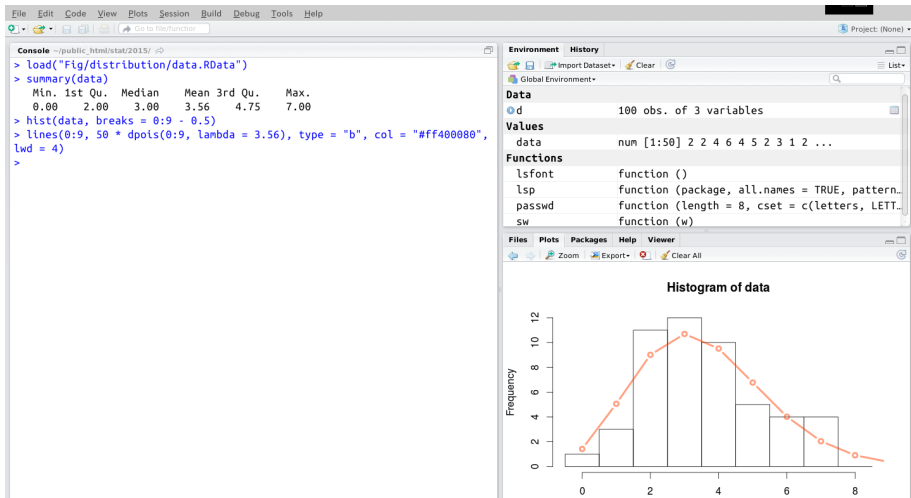 File Edit Code View Plots Session Build Debug Tools Help
Go to file/function
Project: (None)
Console ~/public_html/stat/2015/
> load("Fig/distribution/data.RData")
> summary(data)
Min. 1st Qu. Median Mean 3rd Qu. Max.
0.00 2.00 3.00 3.56 4.75 7.00
> hist(data, breaks = 0:9 - 0.5)
> lines(0:9, 50 * dpois(0:9, lambda = 3.56), type = "b", col = "#ff400080",
lwd = 4)
>
Environment History
Import Dataset Clear List
Global Environment
Data
d 100 obs. of 3 variables
Values
data num [1:50] 2 2 4 6 4 5 2 3 1 2 ...
Functions
lsfont function ()
lsp function (package, all.names = TRUE, pattern…
passwd function (length = 8, cset = c(letters, LETT…
sw function (w)
Files Plots Packages Help Viewer
Zoom Export Clear All
Histogram of data
Frequency
12
10
8
6
4
2
0
0 2 4 6 8